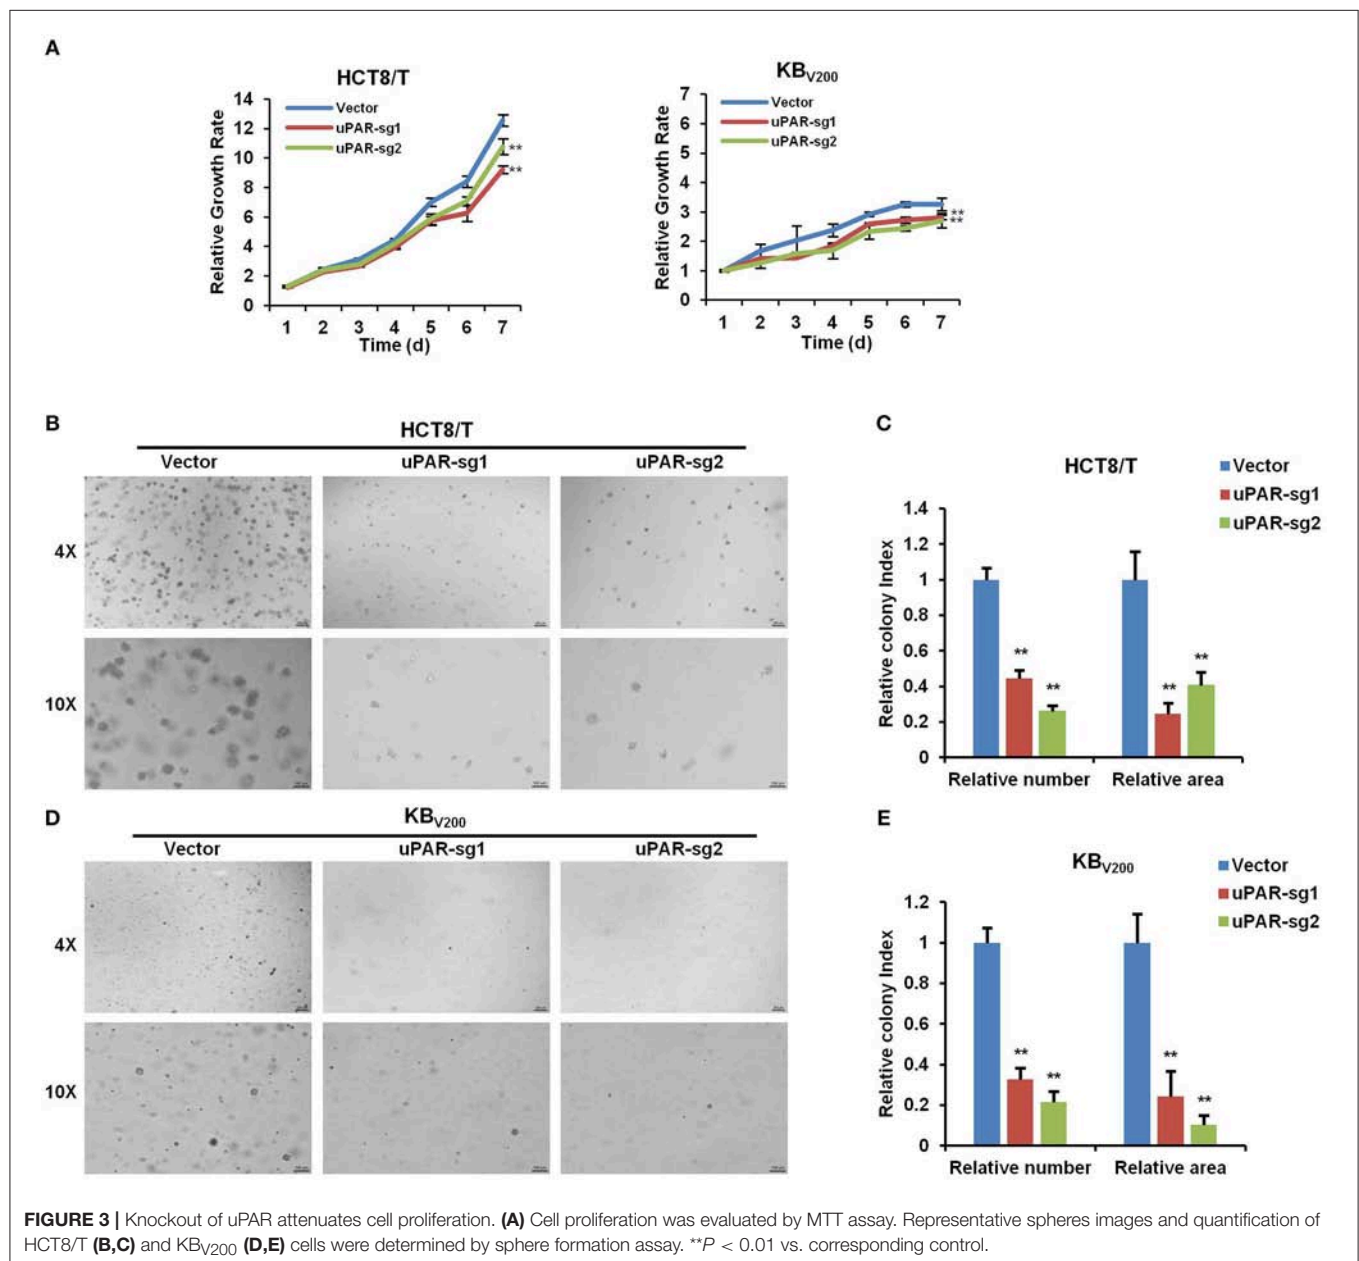 A
HCT8/T
Vector
uPAR-sg1
uPAR-sg2
Relative Growth Rate
14
12
10
8
6
4
2
0
**
**
1 2 3 4 5 6 7
Time (d)
KBV200
Vector
uPAR-sg1
uPAR-sg2
Relative Growth Rate
7
6
5
4
3
2
1
0
**
**
1 2 3 4 5 6 7
Time (d)
B
HCT8/T
Vector uPAR-sg1 uPAR-sg2
4X
10X
C
HCT8/T
Vector
uPAR-sg1
uPAR-sg2
Relative colony Index
1.4
1.2
1
0.8
0.6
0.4
0.2
0
** ** ** **
Relative number Relative area
D
KBV200
Vector uPAR-sg1 uPAR-sg2
4X
10X
E
KBV200
Vector
uPAR-sg1
uPAR-sg2
Relative colony Index
1.2
1
0.8
0.6
0.4
0.2
0
** ** ** **
Relative number Relative area
FIGURE 3 | Knockout of uPAR attenuates cell proliferation. (A) Cell proliferation was evaluated by MTT assay. Representative spheres images and quantification of
HCT8/T (B,C) and KBV200 (D,E) cells were determined by sphere formation assay. **P < 0.01 vs. corresponding control.